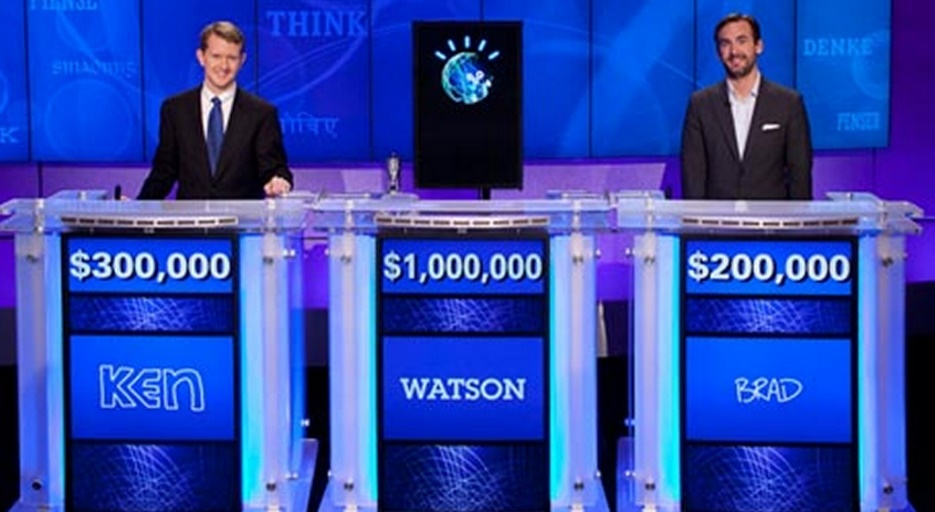 THINK
DENKE
PENSER
$300,000
$1,000,000
$200,000
KEN
WATSON
BRAD